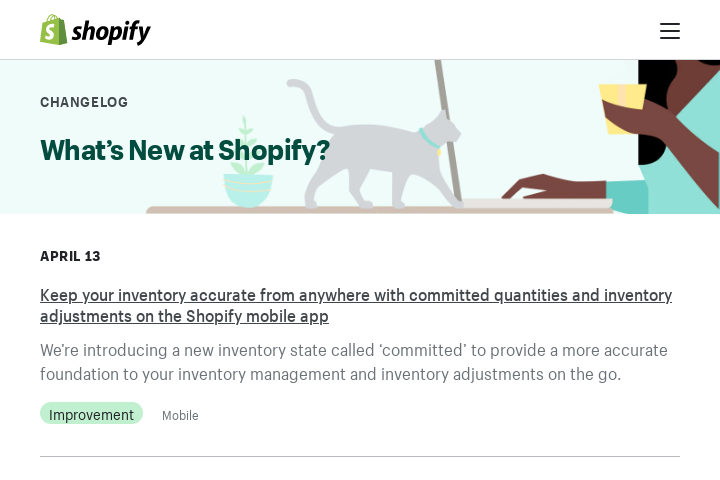 shopify
CHANGELOG
What's New at Shopify?
APRIL 13
Keep your inventory accurate from anywhere with committed quantities and inventory
adjustments on the Shopify mobile app
We're introducing a new inventory state called 'committed' to provide a more accurate
foundation to your inventory management and inventory adjustments on the go.
Improvement Mobile